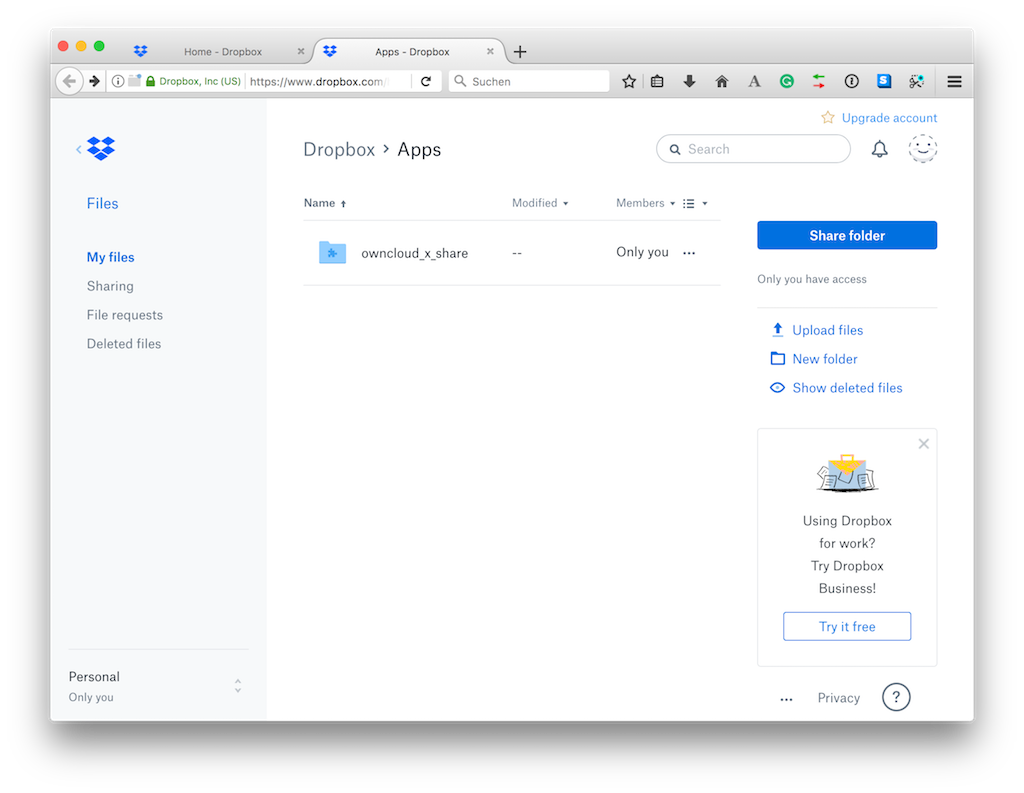 Home - Dropbox
Apps - Dropbox
Dropbox, Inc (US)
https://www.dropbox.com/
Suchen
Upgrade account
Dropbox › Apps
Search
Files
My files
Sharing
File requests
Deleted files
Name
Modified
Members
owncloud_x_share
--
Only you
Share folder
Only you have access
Upload files
New folder
Show deleted files
Using Dropbox
for work?
Try Dropbox
Business!
Try it free
Personal
Only you
Privacy
?